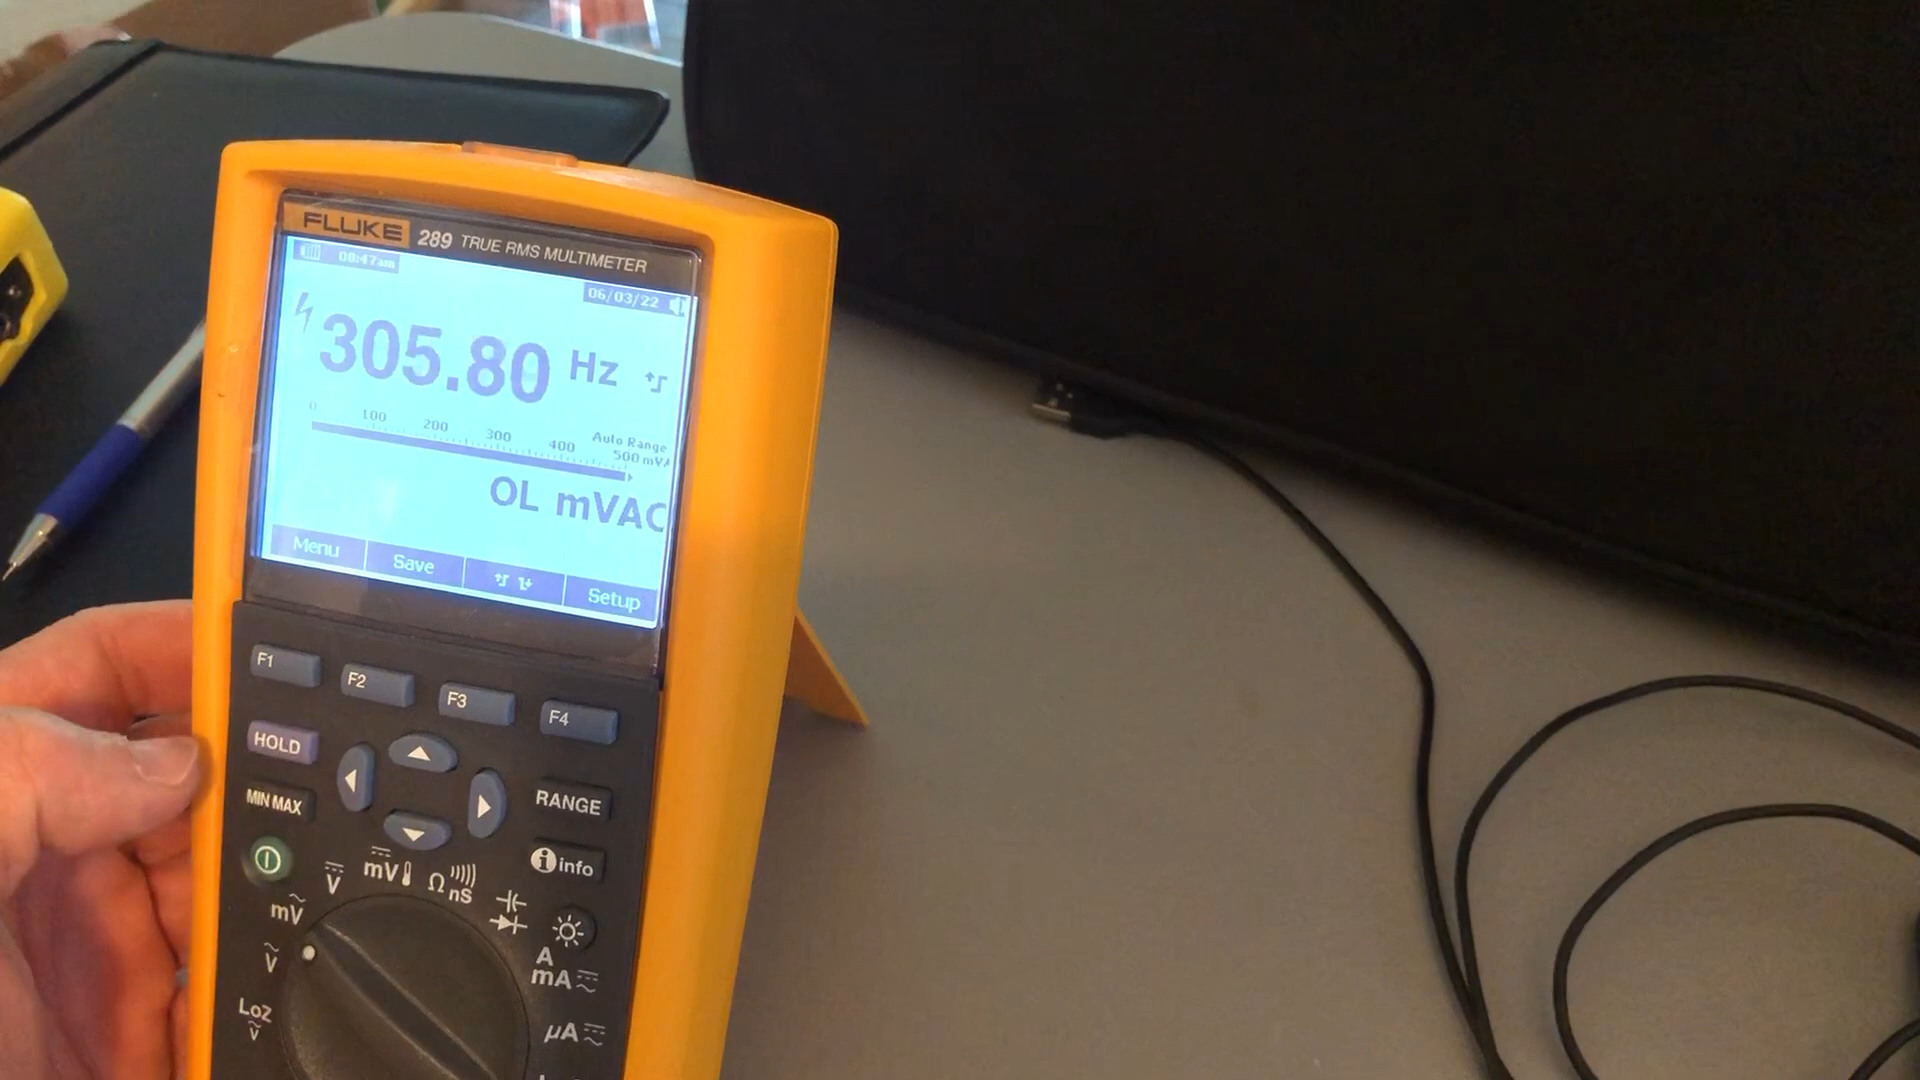 FLUKE 289 TRUE RMS MULTIMETER
08:47am
06/03/22
305.80 Hz
0 100 200 300 400
Auto Range
500 mV
OL mVAC
Menu Save Setup
F1 F2 F3 F4
HOLD
MIN MAX
RANGE
info
V mV Ω nS
mV
V
A
mA
LoZ
V
µA